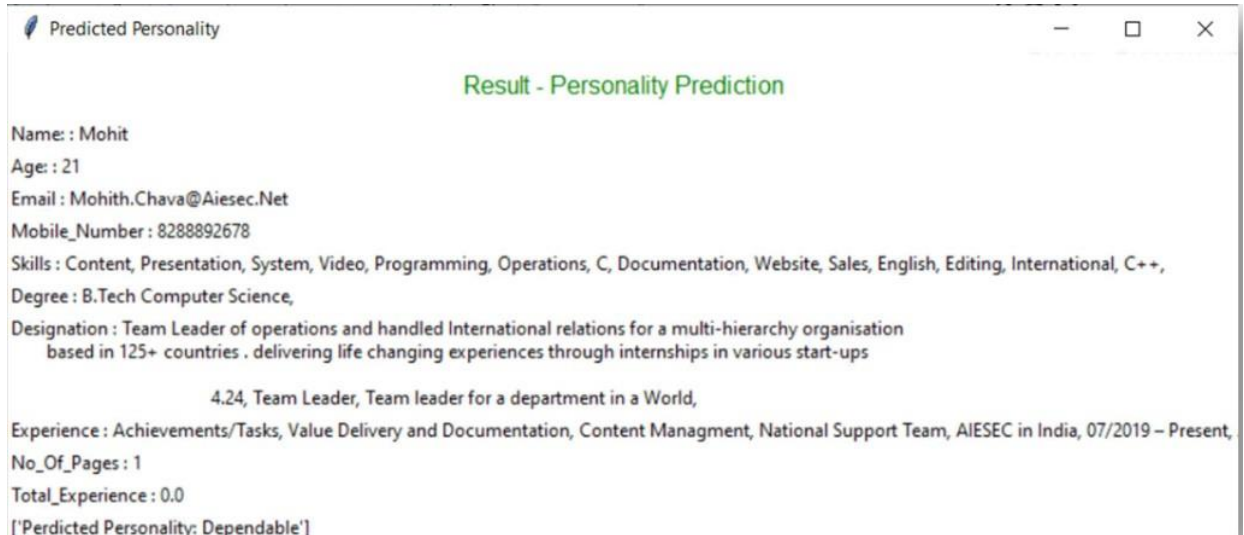 Predicted Personality
Result - Personality Prediction
Name: : Mohit
Age: : 21
Email : Mohith.Chava@Aiesec.Net
Mobile_Number : 8288892678
Skills : Content, Presentation, System, Video, Programming, Operations, C, Documentation, Website, Sales, English, Editing, International, C++,
Degree : B.Tech Computer Science,
Designation : Team Leader of operations and handled International relations for a multi-hierarchy organisation
based in 125+ countries . delivering life changing experiences through internships in various start-ups
4.24, Team Leader, Team leader for a department in a World,
Experience : Achievements/Tasks, Value Delivery and Documentation, Content Managment, National Support Team, AIESEC in India, 07/2019 – Present,
No_Of_Pages : 1
Total_Experience : 0.0
['Perdicted Personality: Dependable']